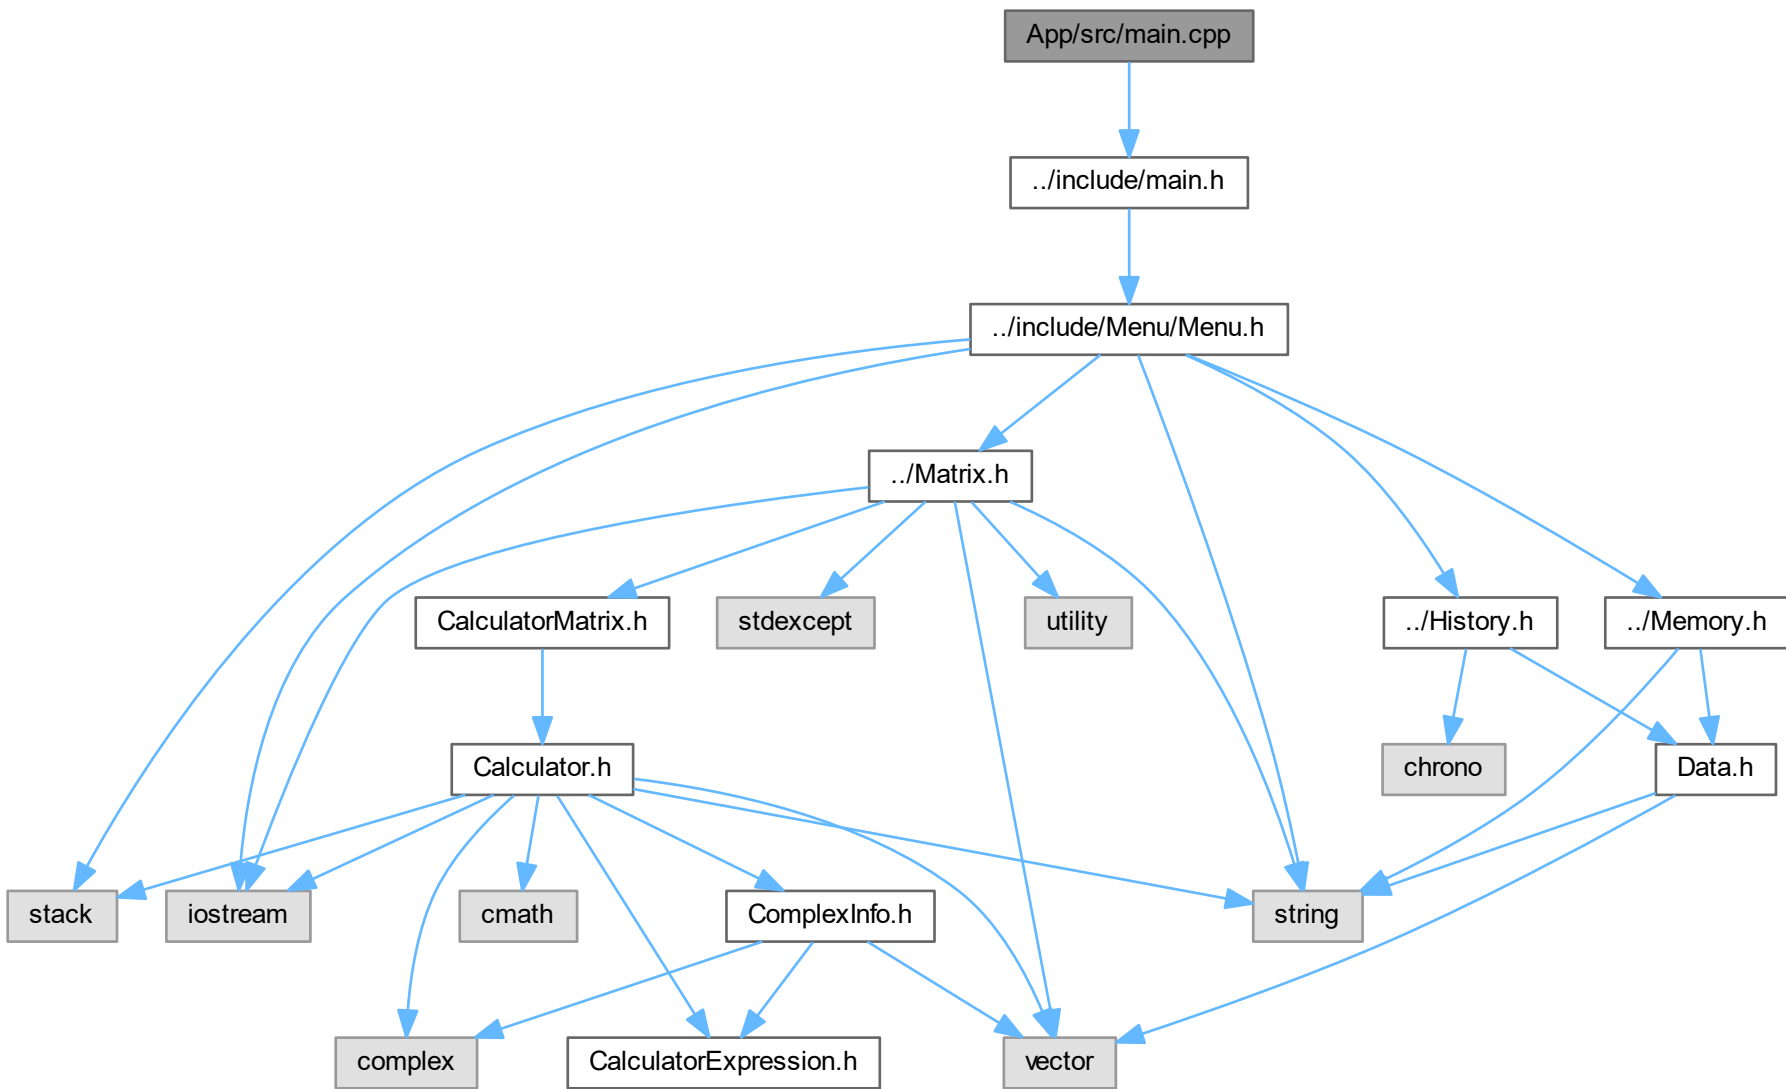 App/src/main.cpp
../include/main.h
../include/Menu/Menu.h
../Matrix.h
CalculatorMatrix.h
stdexcept
utility
../History.h
../Memory.h
Calculator.h
chrono
Data.h
stack
iostream
cmath
ComplexInfo.h
string
complex
CalculatorExpression.h
vector